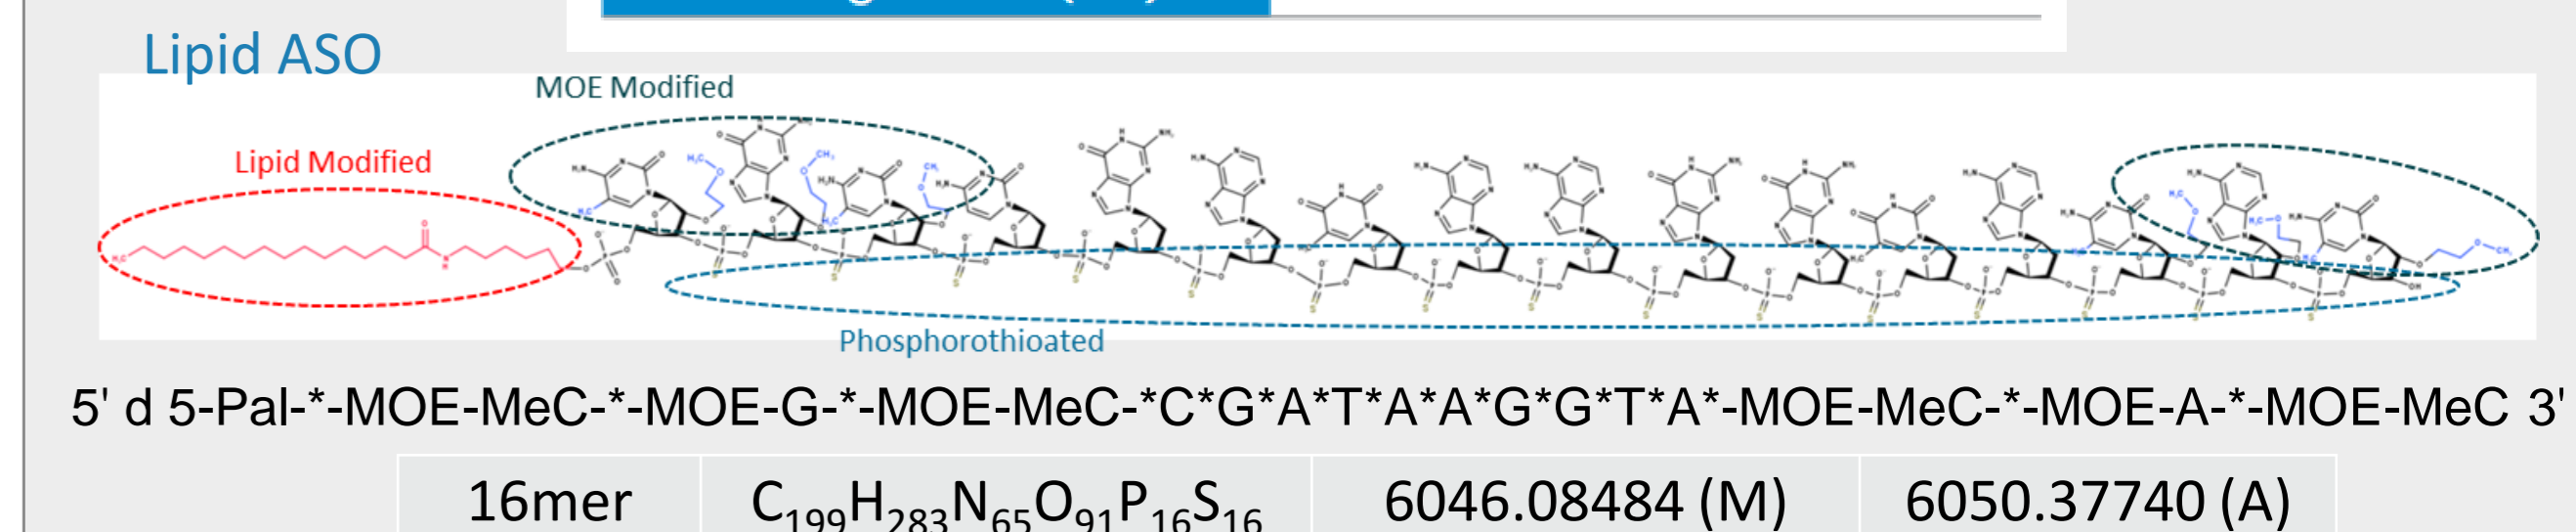 Lipid ASO
MOE Modified
Lipid Modified
Phosphorothioated
5' d 5-Pal-*-MOE-MeC-*-MOE-G-*-MOE-MeC-*C*G*A*T*A*A*G*G*T*A*-MOE-MeC-*-MOE-A-*-MOE-MeC 3'
16mer C₁₉₉H₂₈₃N₆₅O₉₁P₁₆S₁₆ 6046.08484 (M) 6050.37740 (A)